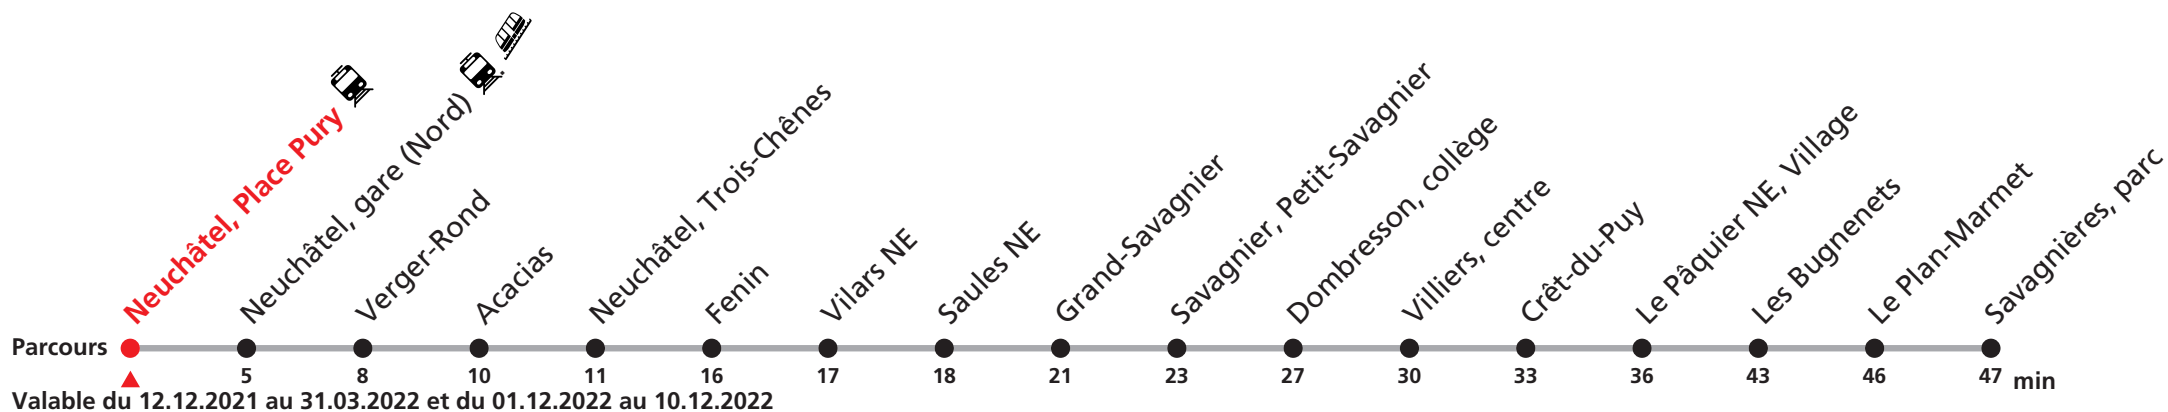 Neuchâtel, Place Pury
Neuchâtel, gare (Nord)
Verger-Rond
Acacias
Neuchâtel, Trois-Chênes
Fenin
Vilars NE
Saules NE
Grand-Savagnier
Savagnier, Petit-Savagnier
Dombresson, collège
Villiers, centre
Crêt-du-Puy
Le Pâquier NE, Village
Les Bugnenets
Le Plan-Marmet
Savagnières, parc
Parcours
5 8 10 11 16 17 18 21 23 27 30 33 36 43 46 47 min
Valable du 12.12.2021 au 31.03.2022 et du 01.12.2022 au 10.12.2022